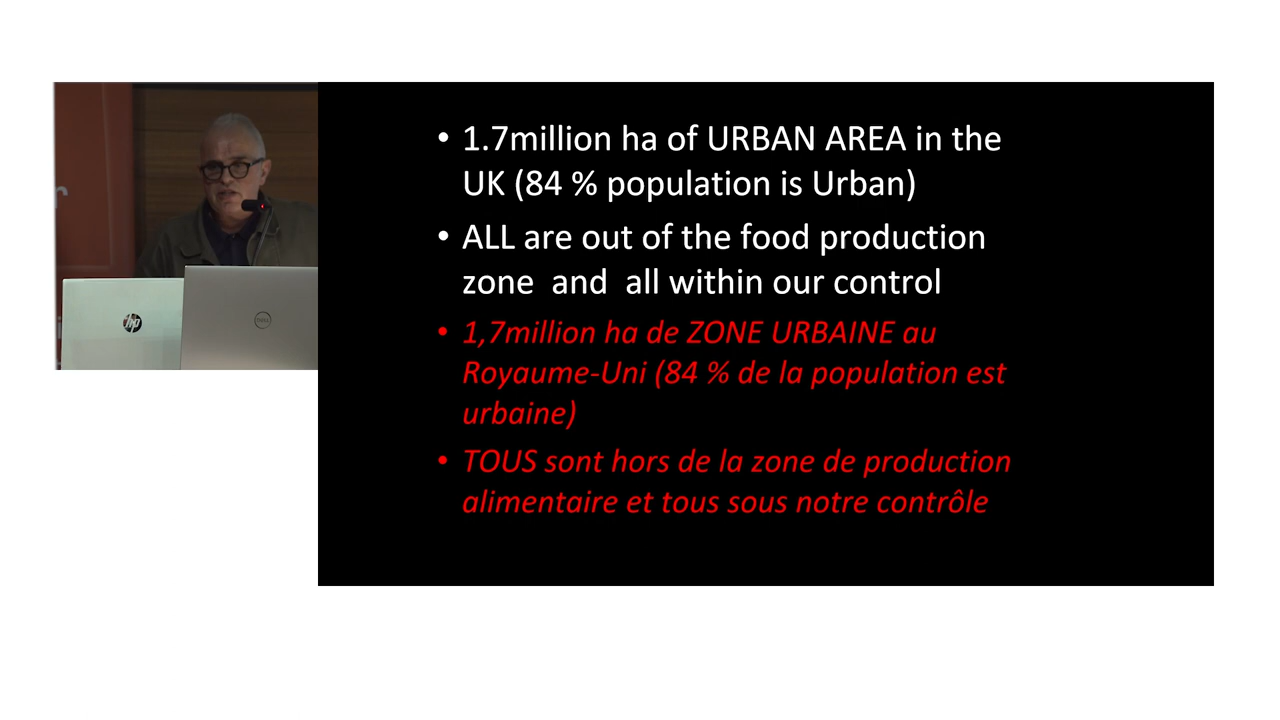 • 1.7million ha of URBAN AREA in the
UK (84 % population is Urban)
• ALL are out of the food production
zone and all within our control
• 1,7million ha de ZONE URBAINE au
Royaume-Uni (84 % de la population est
urbaine)
• TOUS sont hors de la zone de production
alimentaire et tous sous notre contrôle
r
hp
DELL